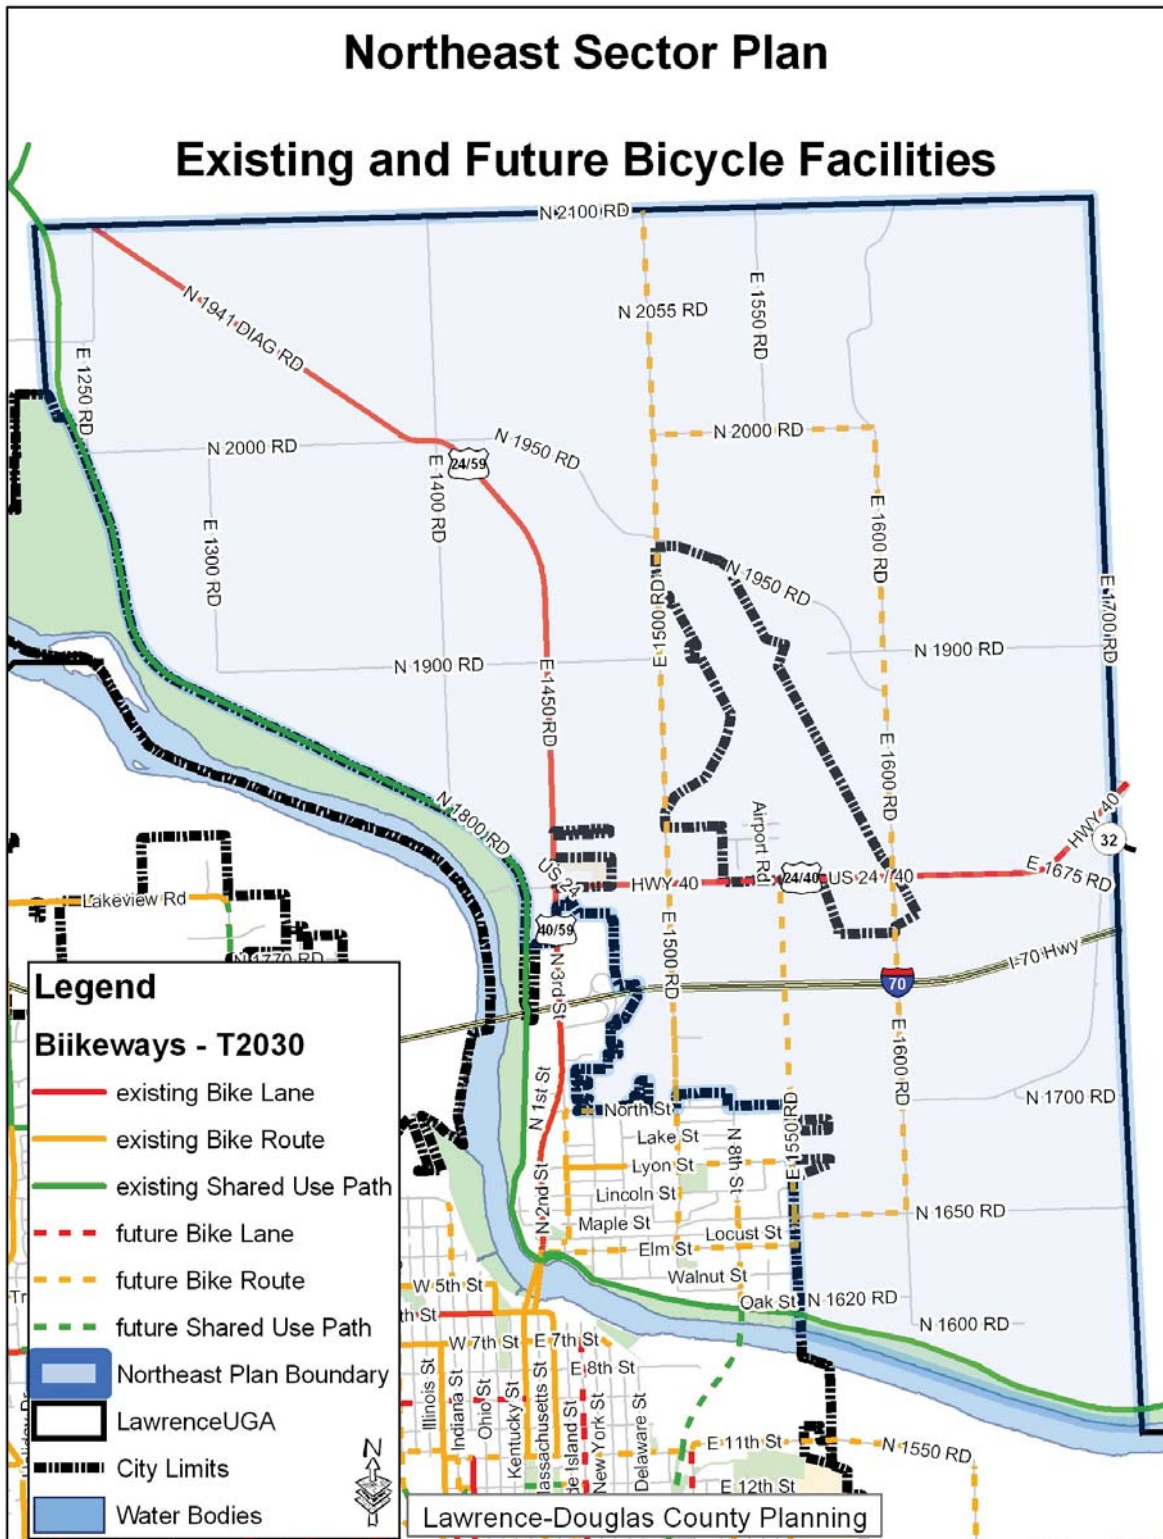 Northeast Sector Plan
Existing and Future Bicycle Facilities
N 2100 RD
N 1941 DIAG RD
N 2055 RD
E 1550 RD
E 1250 RD
N 2000 RD
N 1950 RD
N 2000 RD
24/59
E 1400 RD
E 1300 RD
E 1600 RD
N 1950 RD
E 1500 RD
E 1700 RD
N 1900 RD
N 1900 RD
E 1450 RD
E 1600 RD
N 1800 RD
Airport Rd
HWY 40
32
US 24
HWY 40
24/40
US 24 / 40
E 1675 RD
Lakeview Rd
40/59
E 1500 RD
I-70 Hwy
N 1770 RD
N 3rd St
70
E 1600 RD
Legend
Biikeways - T2030
existing Bike Lane
existing Bike Route
existing Shared Use Path
future Bike Lane
future Bike Route
future Shared Use Path
Northeast Plan Boundary
LawrenceUGA
City Limits
Water Bodies
N
N 1st St
North St
N 1700 RD
Lake St
N 8th St
E 1550 RD
Lyon St
N 2nd St
Lincoln St
Maple St
Locust St
N 1650 RD
Elm St
Walnut St
W 5th St
Oak St
N 1620 RD
th St
N 1600 RD
W 7th St
E 7th St
E 8th St
Illinois St
Indiana St
Ohio St
Kentucky St
assachusetts St
de Island St
New York St
Delaware St
E 11th St
N 1550 RD
E 12th St
Lawrence-Douglas County Planning